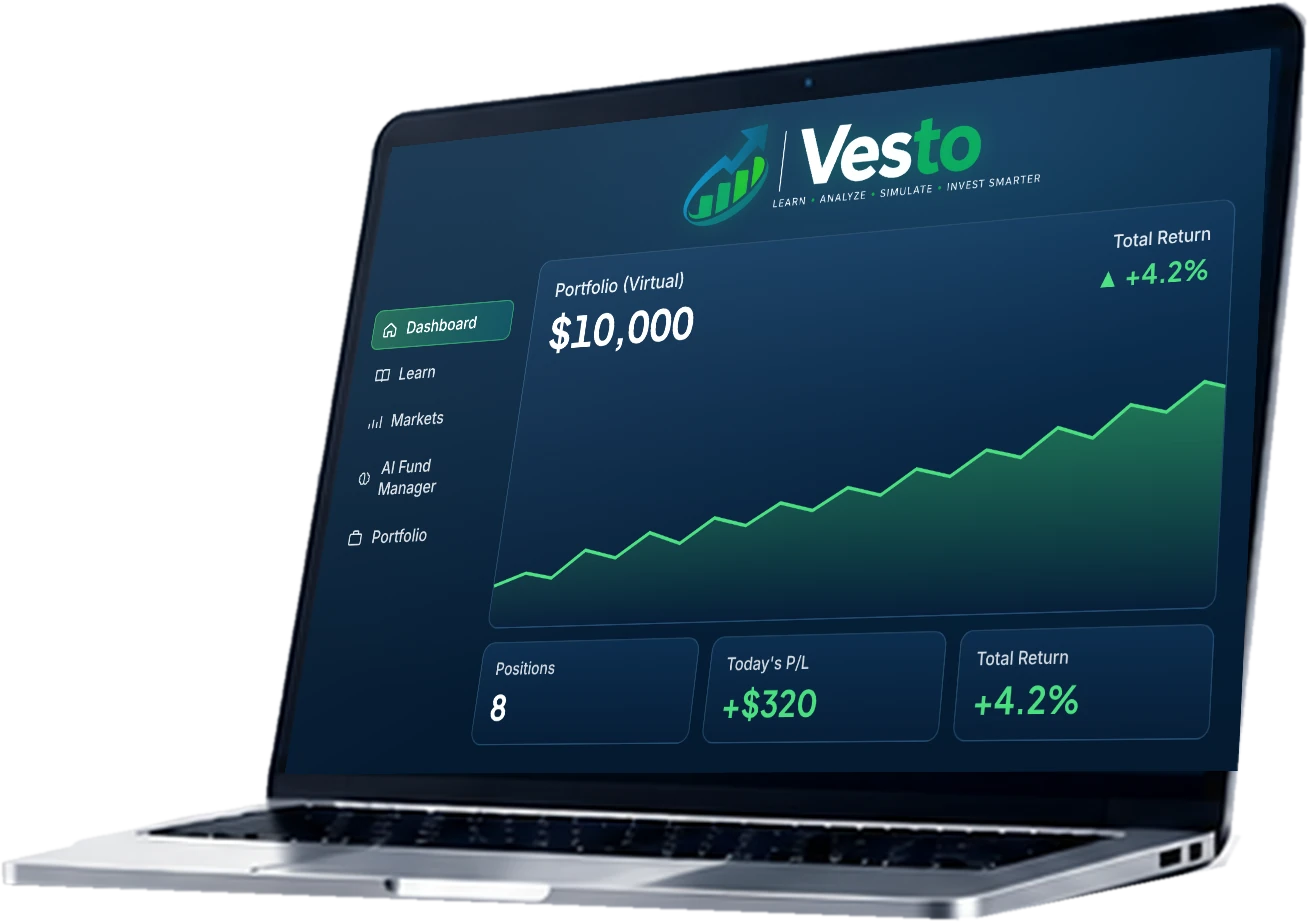 Vesto
LEARN • ANALYZE • SIMULATE • INVEST SMARTER
Dashboard
Learn
Markets
AI Fund
Manager
Portfolio
Portfolio (Virtual)
$10,000
Total Return
▲ +4.2%
Positions
8
Today's P/L
+$320
Total Return
+4.2%